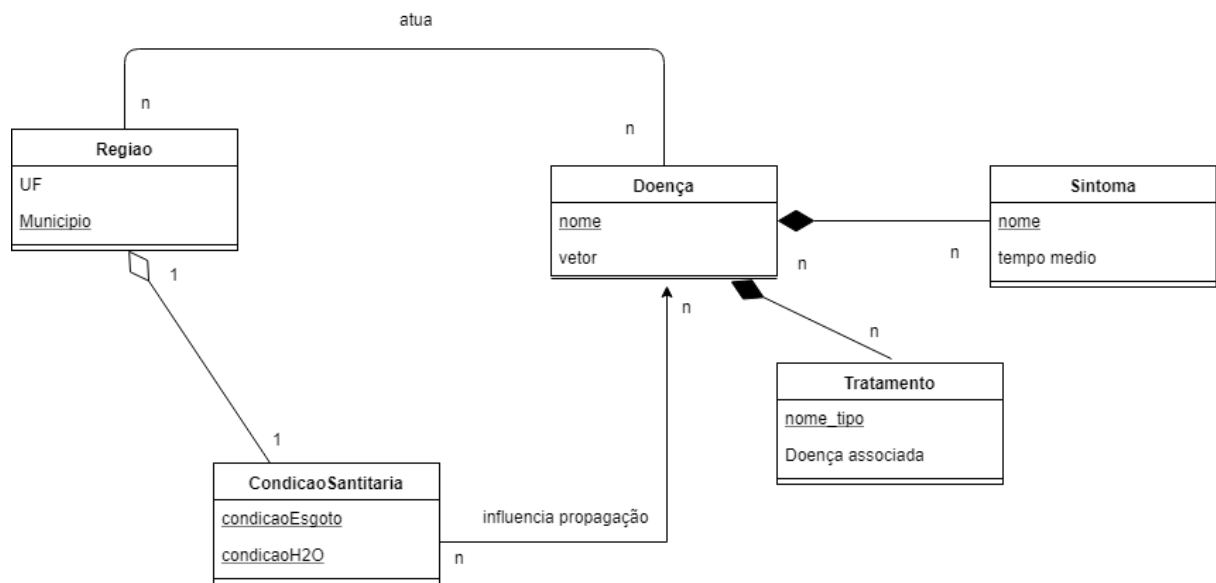 atua
n
n
Regiao
UF
Municipio
1
Doença
nome
vetor
n
n
Sintoma
nome
tempo medio
n
n
Tratamento
nome_tipo
Doença associada
1
CondicaoSantitaria
condicaoEsgoto
condicaoH2O
influencia propagação
n